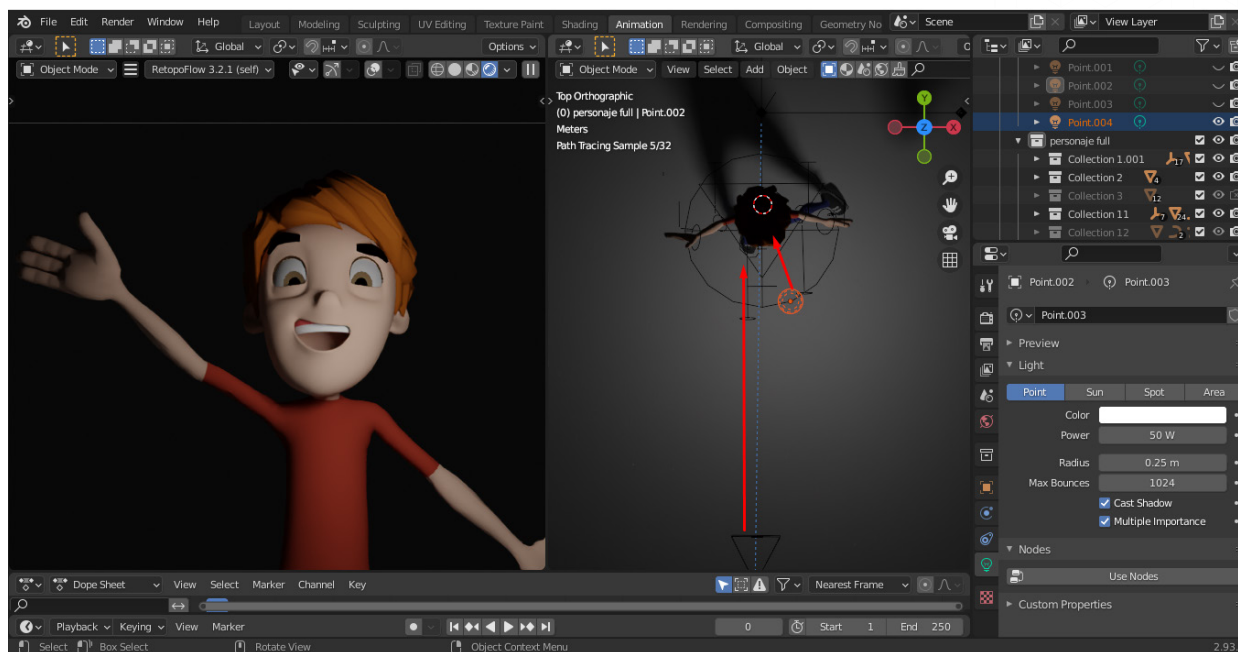 File Edit Render Window Help Layout Modeling Sculpting UV Editing Texture Paint Shading Animation Rendering Compositing Geometry No Scene View Layer
Global Options Global
Object Mode RetopoFlow 3.2.1 (self) Object Mode View Select Add Object
Top Orthographic
(0) personaje full | Point.002
Meters
Path Tracing Sample 5/32
Y
Z
X
Point.001
Point.002
Point.003
Point.004
personaje full
Collection 1.001 17
Collection 2 4
Collection 3 12
Collection 11 7 24
Collection 12 2
Point.002 Point.003
Point.003
Preview
Light
Point Sun Spot Area
Color
Power 50 W
Radius 0.25 m
Max Bounces 1024
Cast Shadow
Multiple Importance
Nodes
Use Nodes
Custom Properties
Dope Sheet View Select Marker Channel Key Nearest Frame
Playback Keying View Marker 0 Start 1 End 250
Select Box Select Rotate View Object Context Menu 2.93